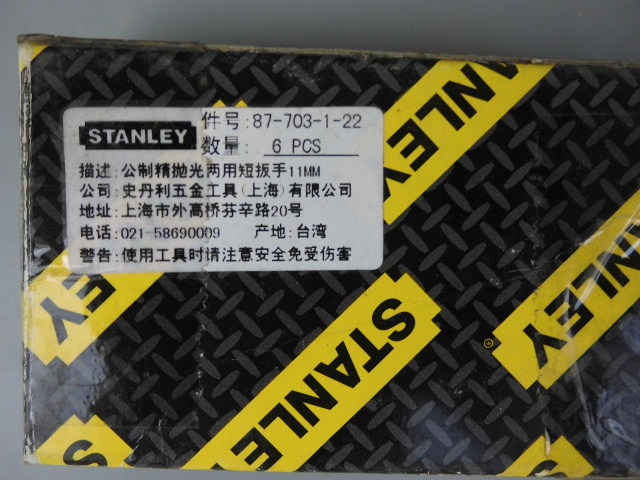 STANLEY
件号:87-703-1-22
数量: 6 PCS
描述:公制精抛光两用短扳手11MM
公司:史丹利五金工具(上海)有限公司
地址:上海市外高桥芬辛路20号
电话:021-58690009 产地:台湾
警告:使用工具时请注意安全免受伤害
STANLEY
STANLEY
STANLEY
STANLEY